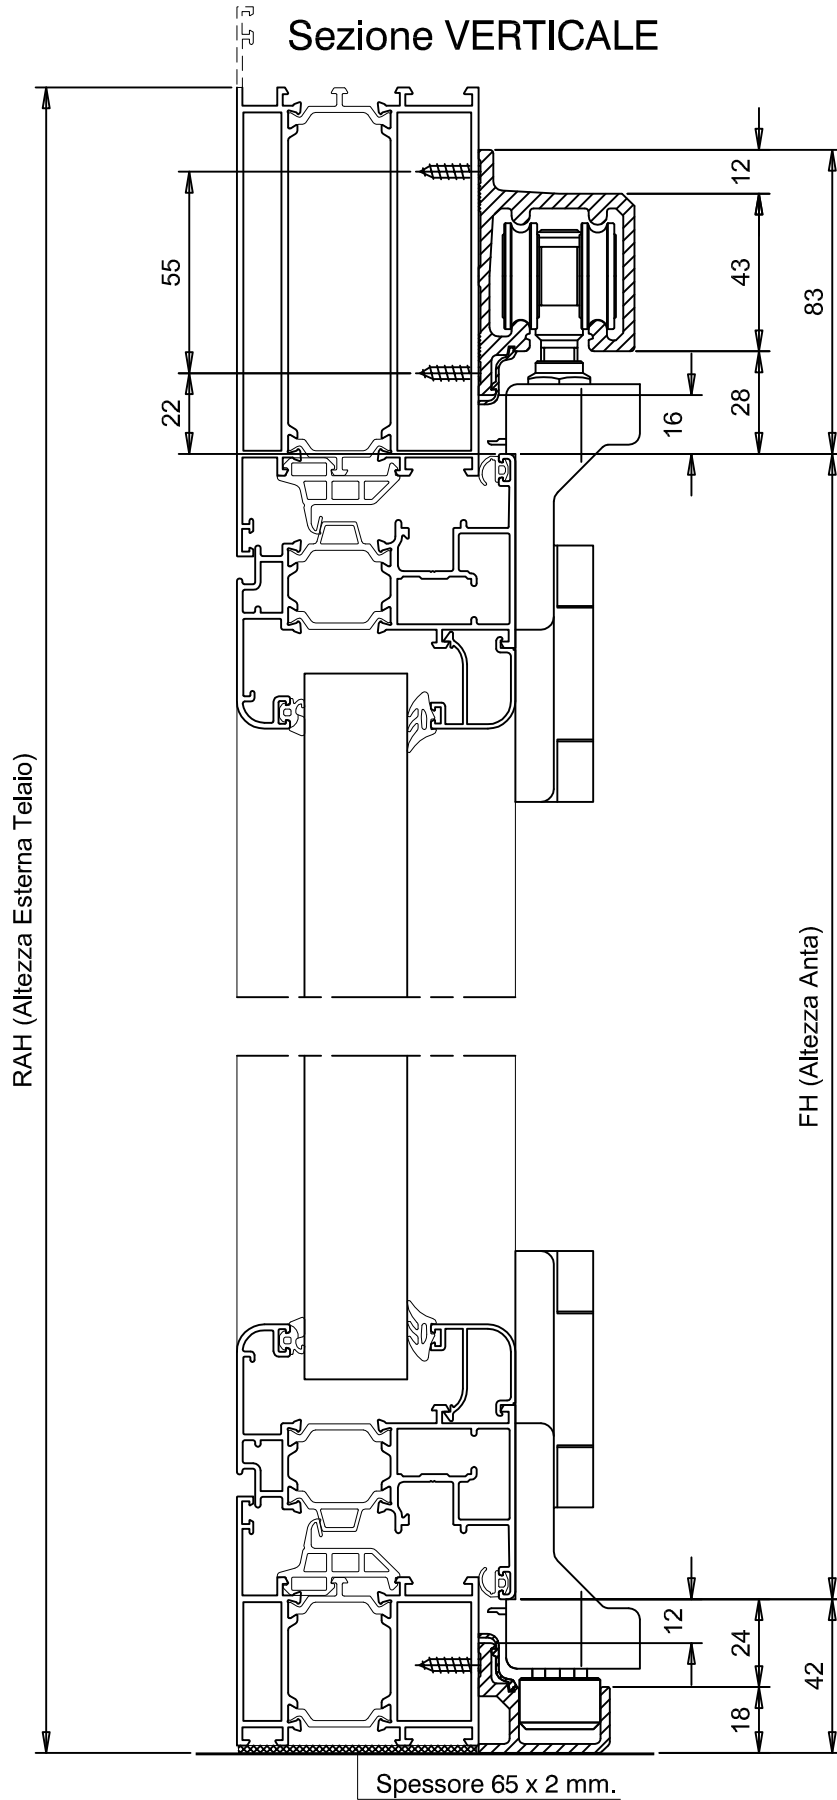 Sezione VERTICALE
12
55
43
83
22
16
28
RAH (Altezza Esterna Telaio)
FH (Altezza Anta)
12
24
42
18
Spessore 65 x 2 mm.